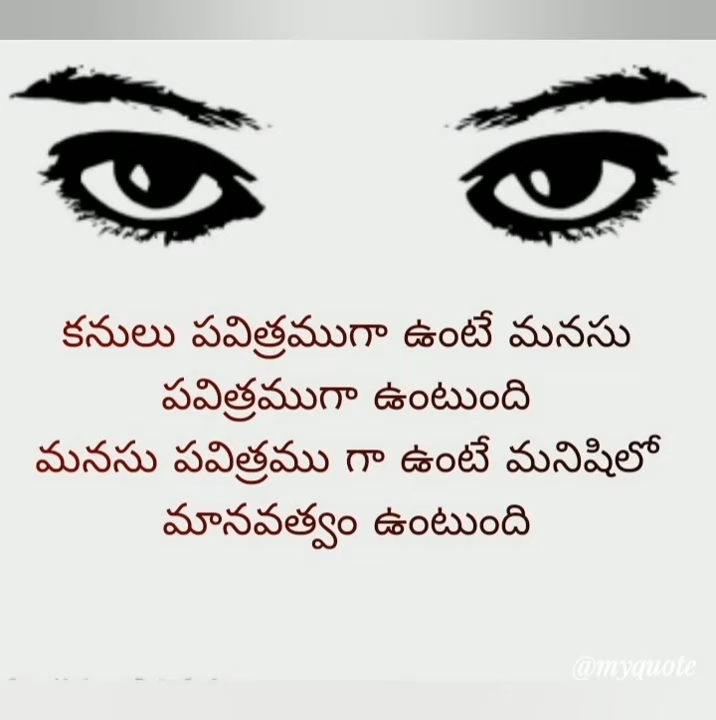 కనులు పవిత్రముగా ఉంటే మనసు
పవిత్రముగా ఉంటుంది
మనసు పవిత్రము గా ఉంటే మనిషిలో
మానవత్వం ఉంటుంది
@myquote